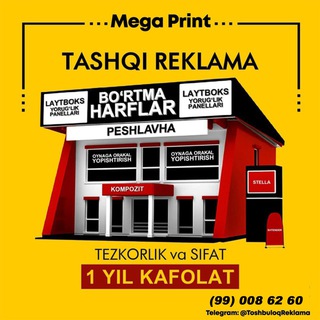 Mega Print
TASHQI REKLAMA
LAYTBOKS
YORUG'LIK
PANELLARI
BO'RTMA
HARFLAR
LAYTBOKS
YORUG'LIK
PANELLARI
PESHLAVHA
OYNAGA ORAKAL
YOPISHTIRISH
OYNAGA ORAKAL
YOPISHTIRISH
KOMPOZIT
STELLA
TEZKORLIK va SIFAT
1 YIL KAFOLAT
(99) 008 62 60
Telegram: @ToshbuloqReklama